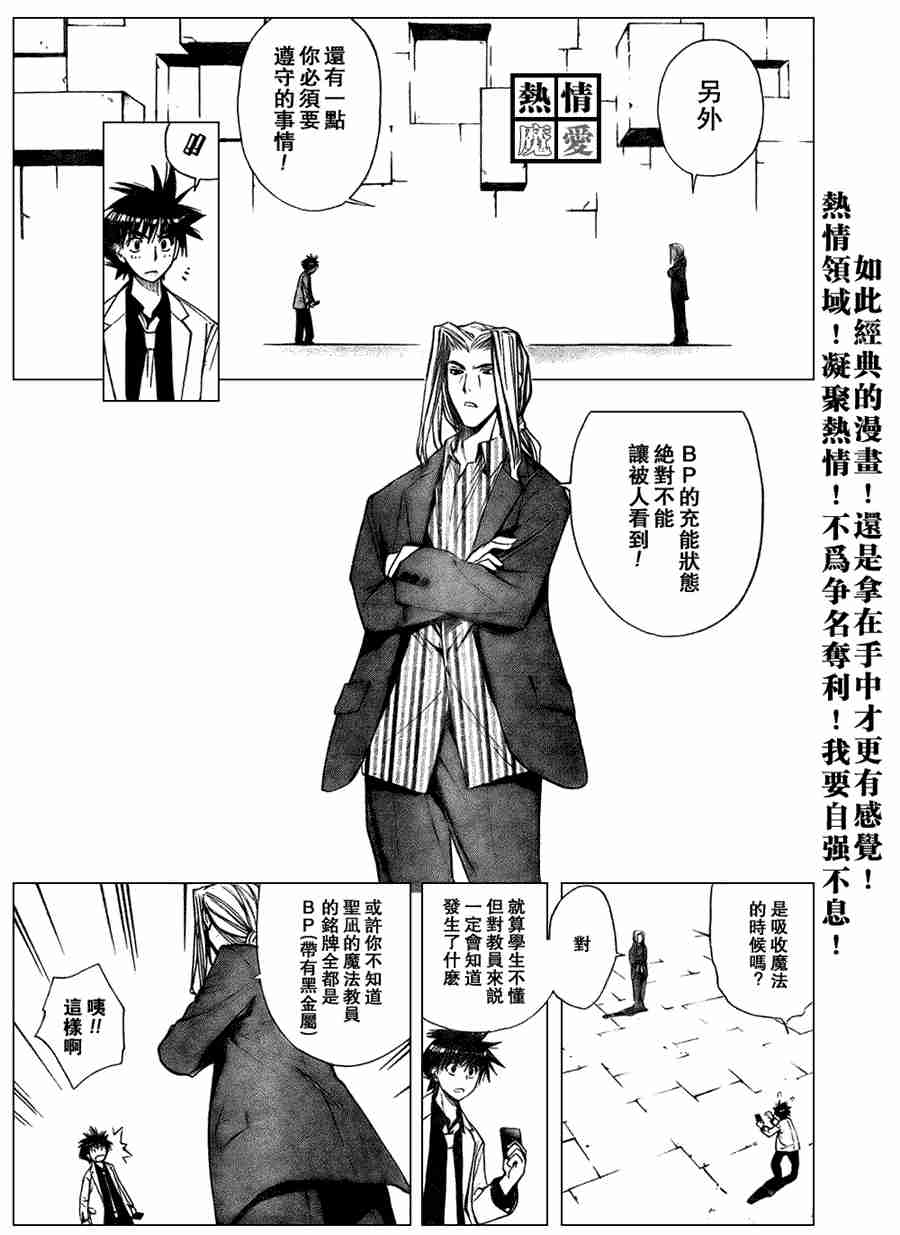 另外
熱情
魔愛
還有一點
你必須要
遵守的事情！
!!
BP的充能狀態
絕對不能
讓被人看到！
是吸收魔法
的時候嗎？
對
就算學生不懂
但對教員來說
一定會知道
發生了什麽
或許你不知道
聖凪的魔法教員
的銘牌全都是
BP(帶有黑金屬)
咦!!
這樣啊
如此經典的漫畫！還是拿在手中才更有感覺！
熱情領域！凝聚熱情！不爲争名奪利！我要自强不息！